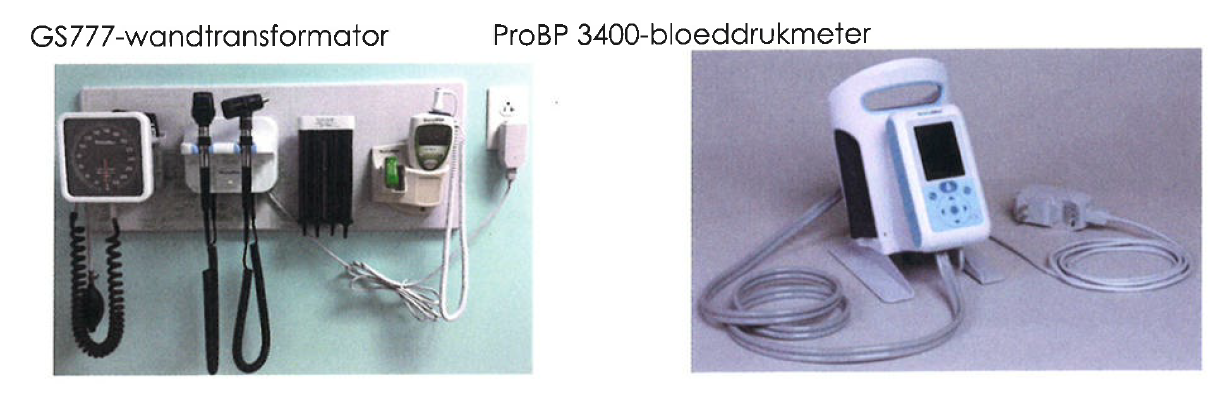 GS777-wandtransformator
ProBP 3400-bloeddrukmeter